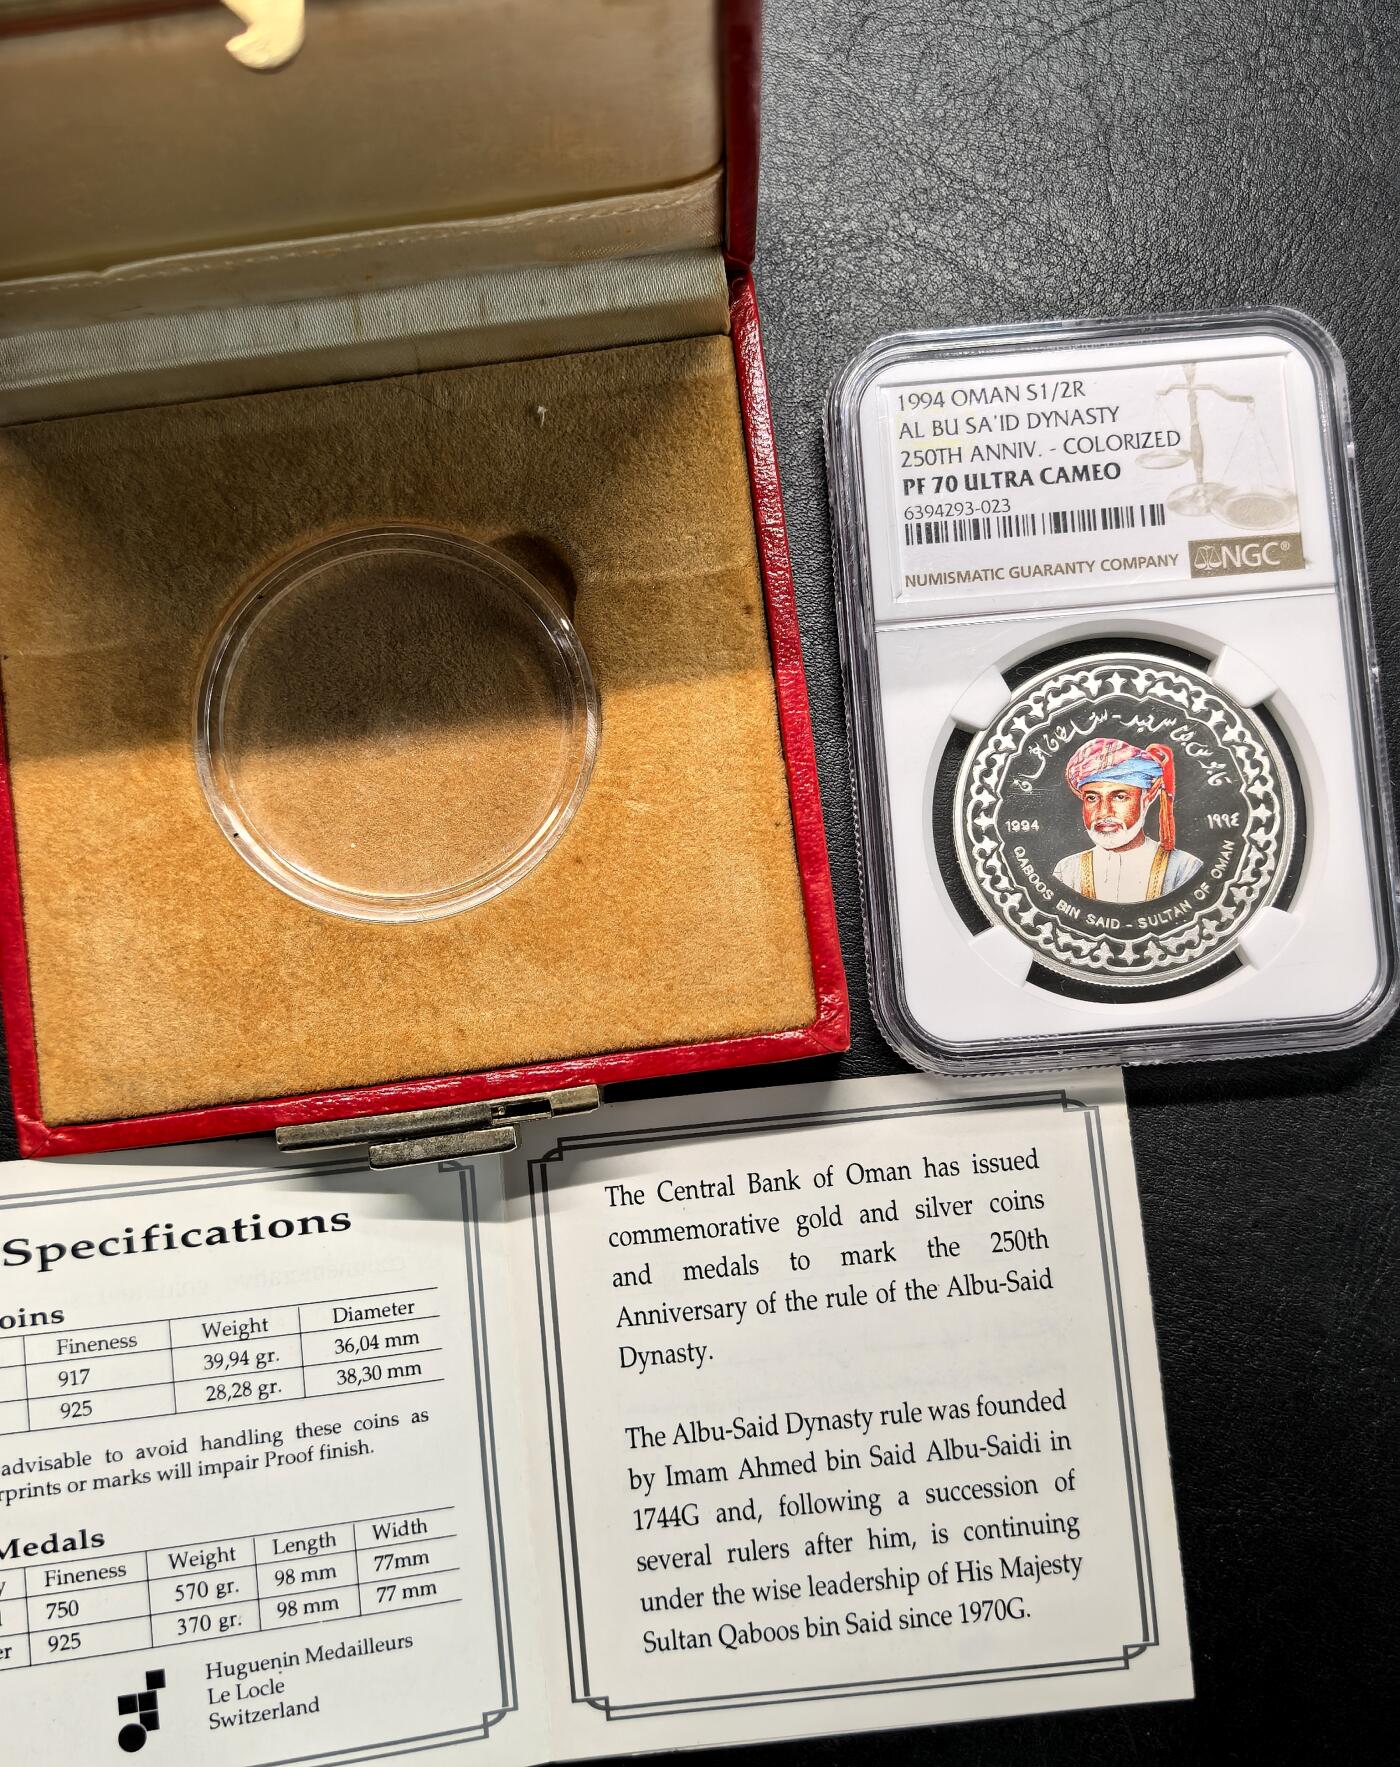 1994 OMAN S1/2R
AL BU SA'ID DYNASTY
250TH ANNIV. - COLORIZED
PF 70 ULTRA CAMEO
6394293-023
NUMISMATIC GUARANTY COMPANY NGC®
قابوس بن سعيد - سلطان عمان
1994 ١٩٩٤
QABOOS BIN SAID - SULTAN OF OMAN
Specifications
oins
Fineness Weight Diameter
917 39,94 gr. 36,04 mm
925 28,28 gr. 38,30 mm
advisable to avoid handling these coins as
rprints or marks will impair Proof finish.
Medals
y Fineness Weight Length Width
750 570 gr. 98 mm 77mm
er 925 370 gr. 98 mm 77 mm
Huguenin Medailleurs
Le Locle
Switzerland
The Central Bank of Oman has issued
commemorative gold and silver coins
and medals to mark the 250th
Anniversary of the rule of the Albu-Said
Dynasty.
The Albu-Said Dynasty rule was founded
by Imam Ahmed bin Said Albu-Saidi in
1744G and, following a succession of
several rulers after him, is continuing
under the wise leadership of His Majesty
Sultan Qaboos bin Said since 1970G.